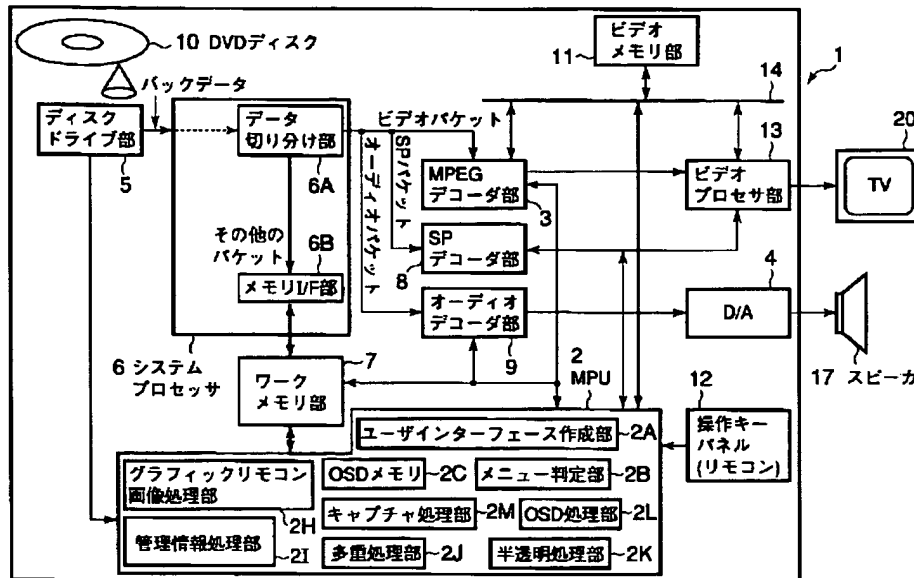 10 DVDディスク
パックデータ
ディスク
ドライブ部
5
データ
切り分け部
6A
その他の
パケット
6B
メモリI/F部
6 システム
プロセッサ
7
ワーク
メモリ部
ビデオパケット
SPパケット
オーディオパケット
MPEG
デコーダ部
3
SP
デコーダ部
8
オーディオ
デコーダ部
9
ビデオ
メモリ部
11
14
1
13
ビデオ
プロセサ部
20
TV
4
D/A
17 スピーカ
2
MPU
12
操作キー
パネル
(リモコン)
ユーザインターフェース作成部 2A
グラフィックリモコン
画像処理部
2H
OSDメモリ 2C
メニュー判定部 2B
キャプチャ処理部 2M
OSD処理部 2L
管理情報処理部 2I
多重処理部 2J
半透明処理部 2K